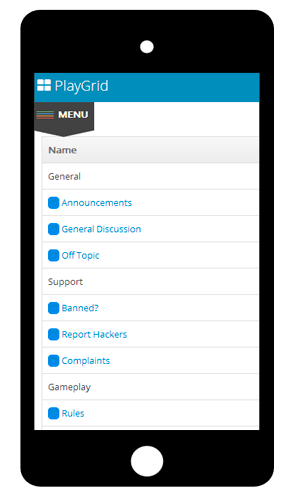 PlayGrid
MENU
Name
General
Announcements
General Discussion
Off Topic
Support
Banned?
Report Hackers
Complaints
Gameplay
Rules